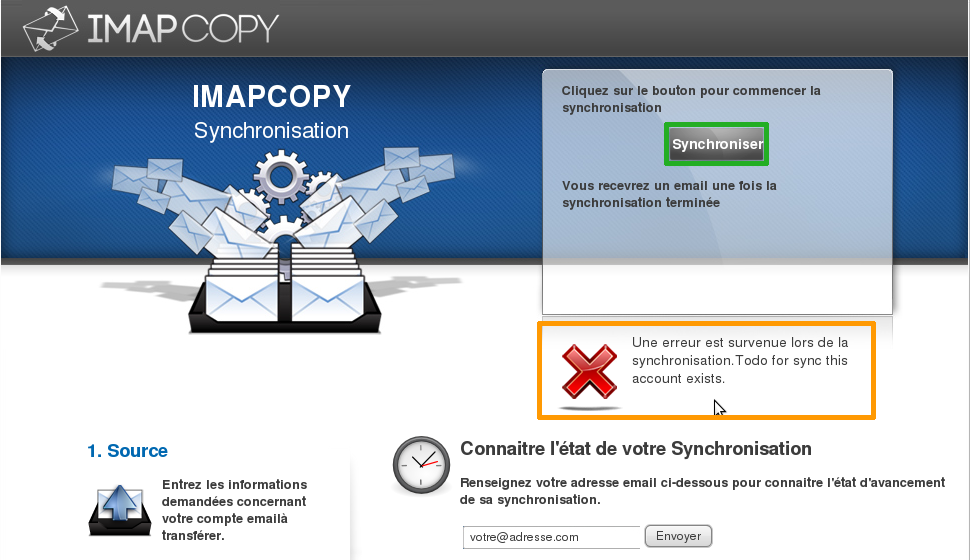 IMAP COPY
IMAPCOPY
Synchronisation
Cliquez sur le bouton pour commencer la
synchronisation
Synchroniser
Vous recevrez un email une fois la
synchronisation terminée
Une erreur est survenue lors de la
synchronisation.Todo for sync this
account exists.
1. Source
Entrez les informations
demandées concernant
votre compte emailà
transférer.
Connaitre l'état de votre Synchronisation
Renseignez votre adresse email ci-dessous pour connaitre l'état d'avancement
de sa synchronisation.
votre@adresse.com
Envoyer